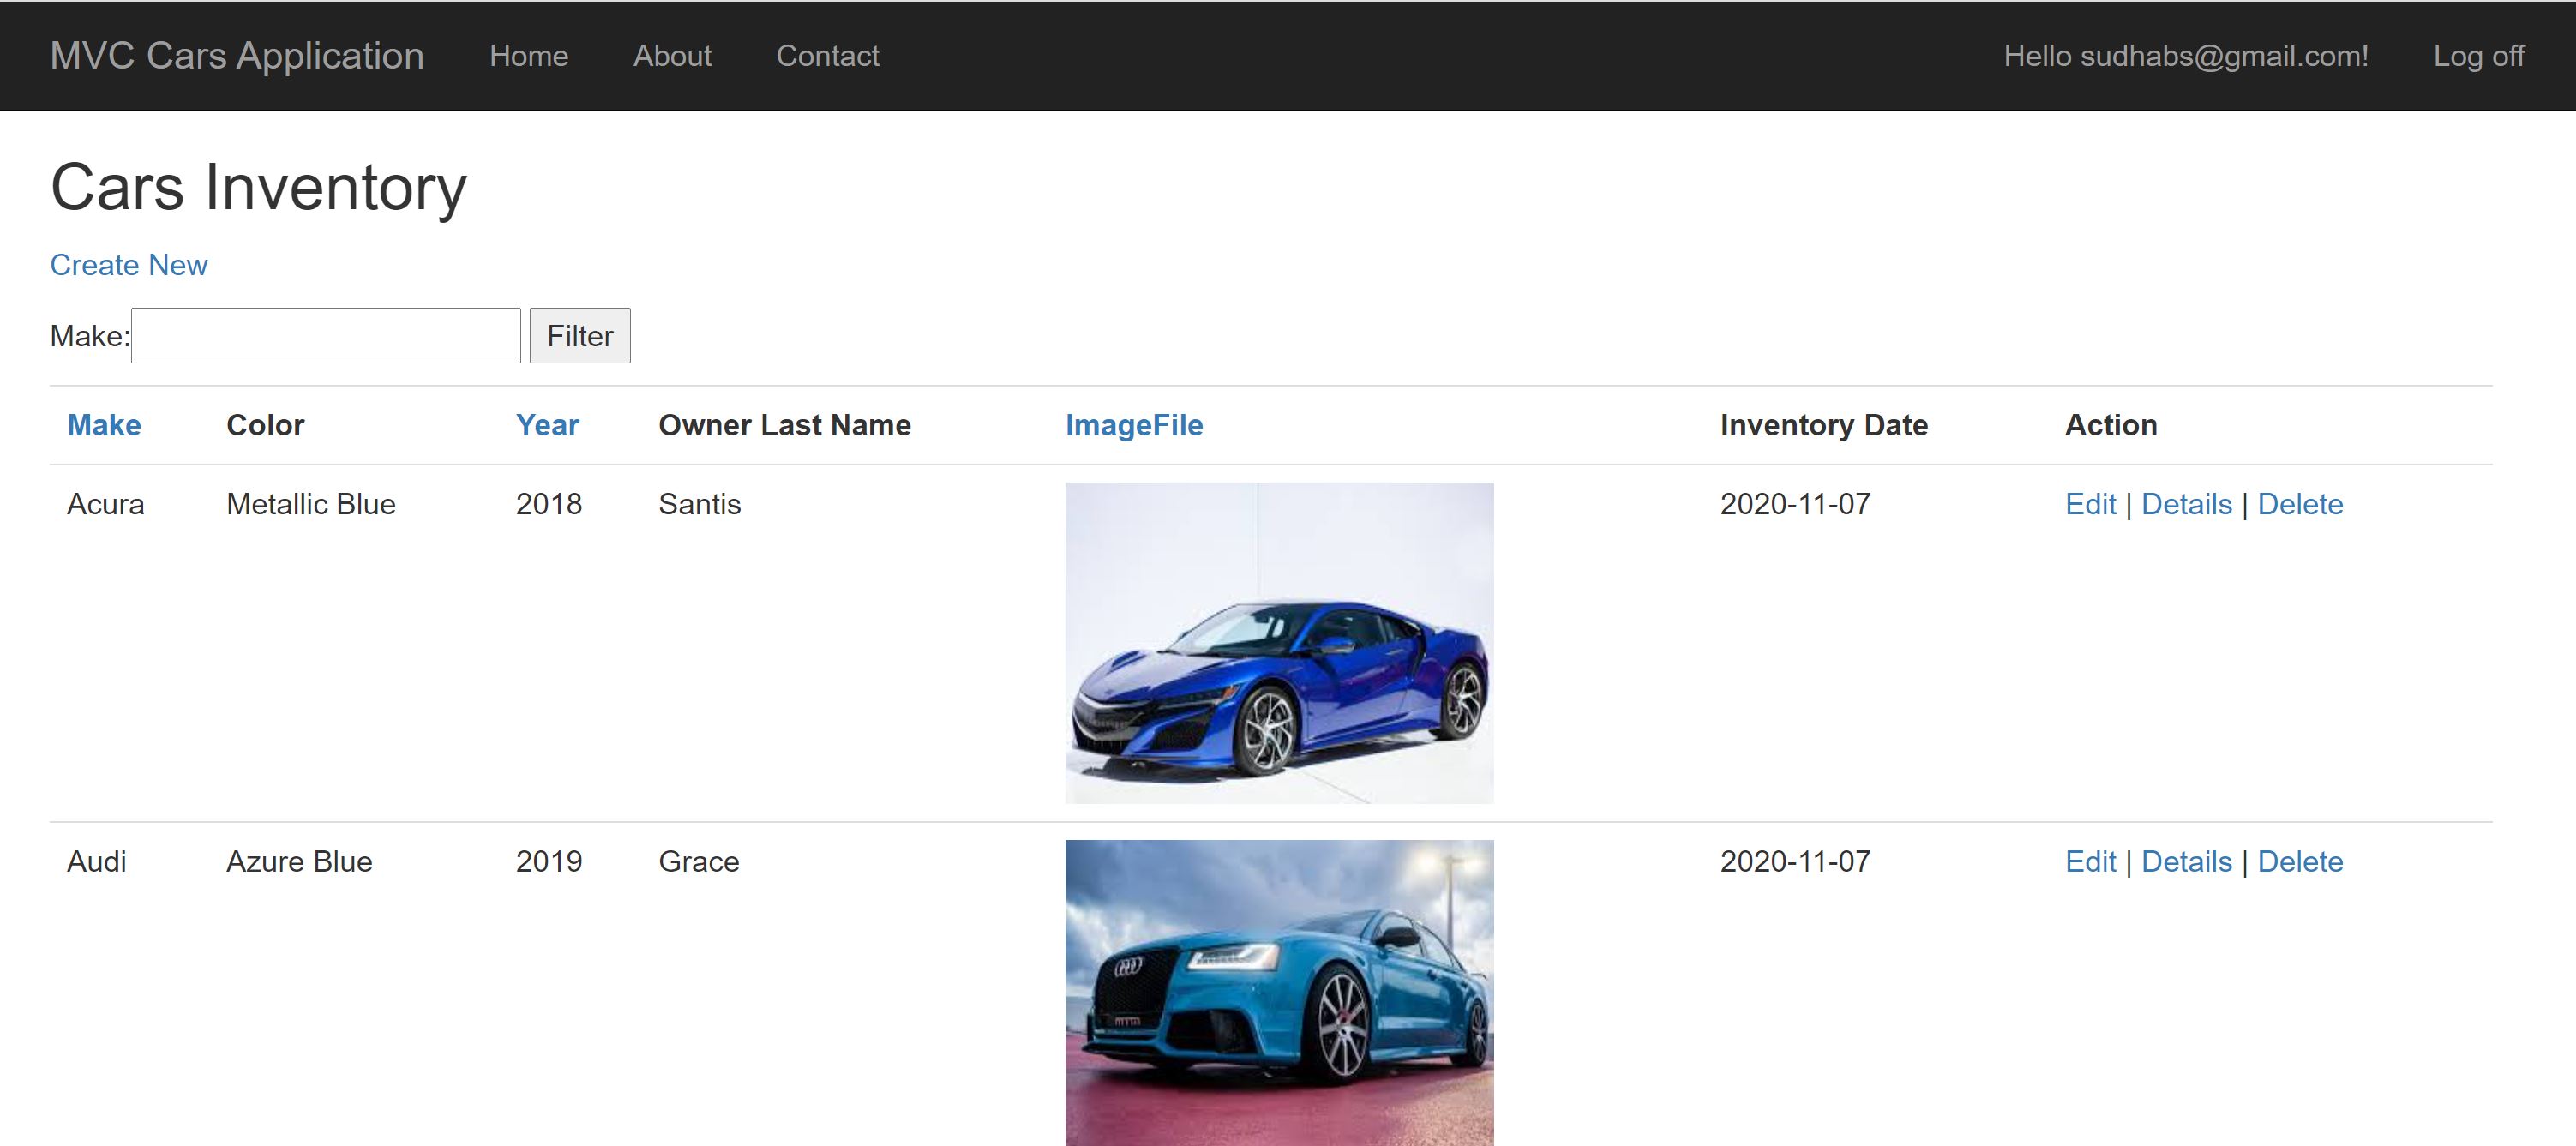 MVC Cars Application Home About Contact Hello sudhabs@gmail.com! Log off
Cars Inventory
Create New
Make: Filter
Make Color Year Owner Last Name ImageFile Inventory Date Action
Acura Metallic Blue 2018 Santis 2020-11-07 Edit | Details | Delete
Audi Azure Blue 2019 Grace 2020-11-07 Edit | Details | Delete